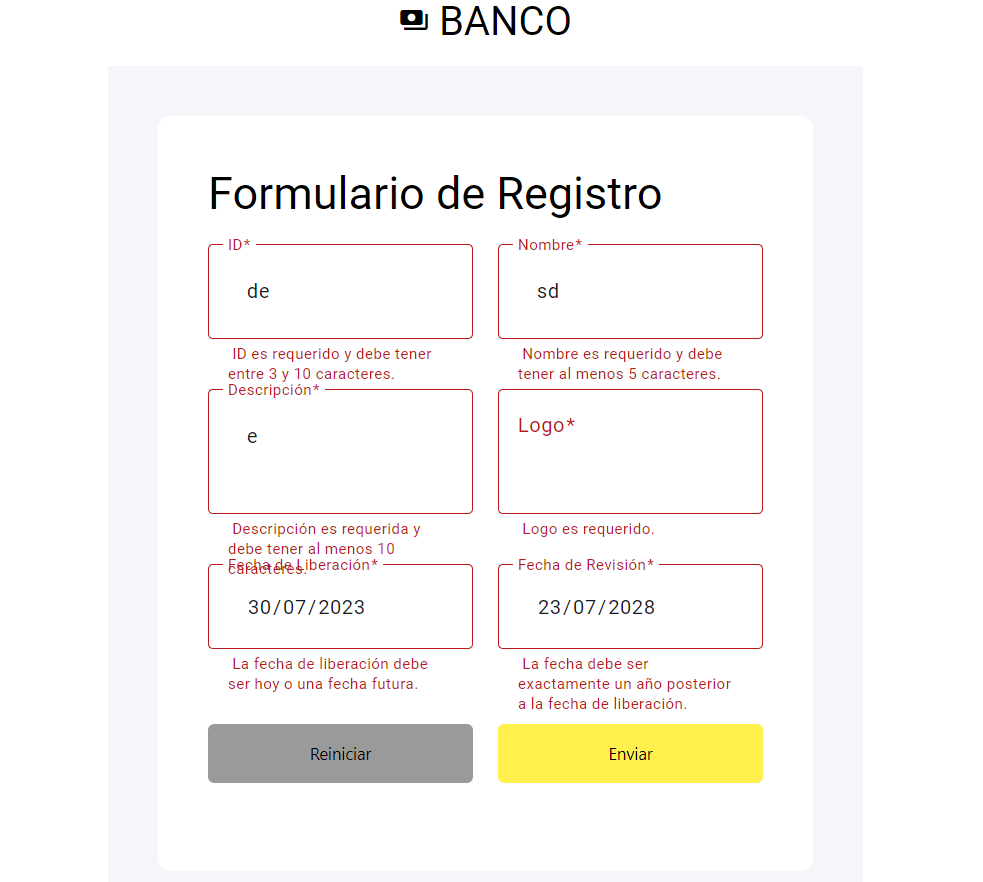 BANCO
Formulario de Registro
ID*
de
ID es requerido y debe tener
entre 3 y 10 caracteres.
Nombre*
sd
Nombre es requerido y debe
tener al menos 5 caracteres.
Descripción*
e
Descripción es requerida y
debe tener al menos 10
caracteres.
Logo*
Logo es requerido.
Fecha de Liberación*
30/07/2023
La fecha de liberación debe
ser hoy o una fecha futura.
Fecha de Revisión*
23/07/2028
La fecha debe ser
exactamente un año posterior
a la fecha de liberación.
Reiniciar
Enviar